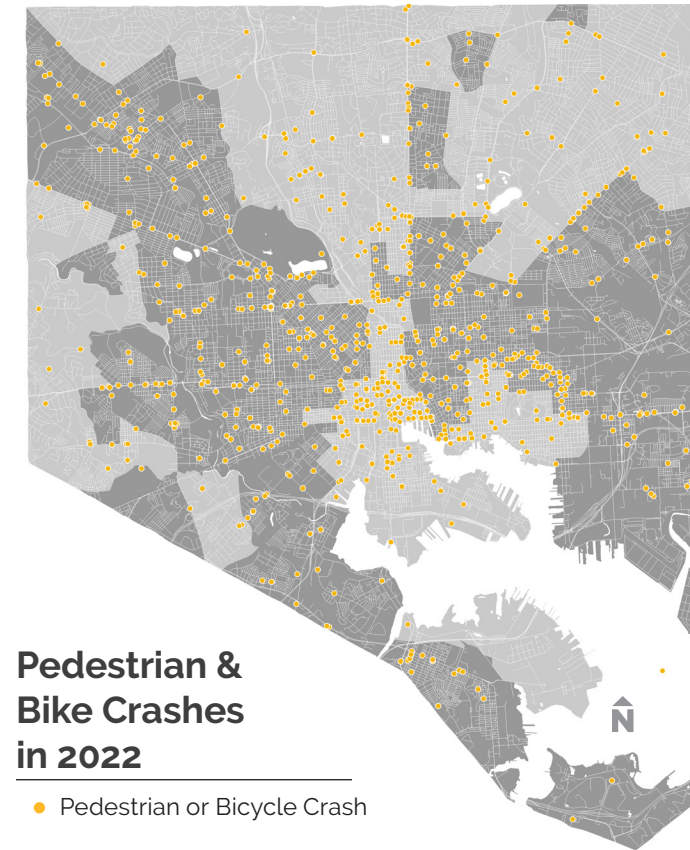 Pedestrian &
Bike Crashes
in 2022
Pedestrian or Bicycle Crash
N